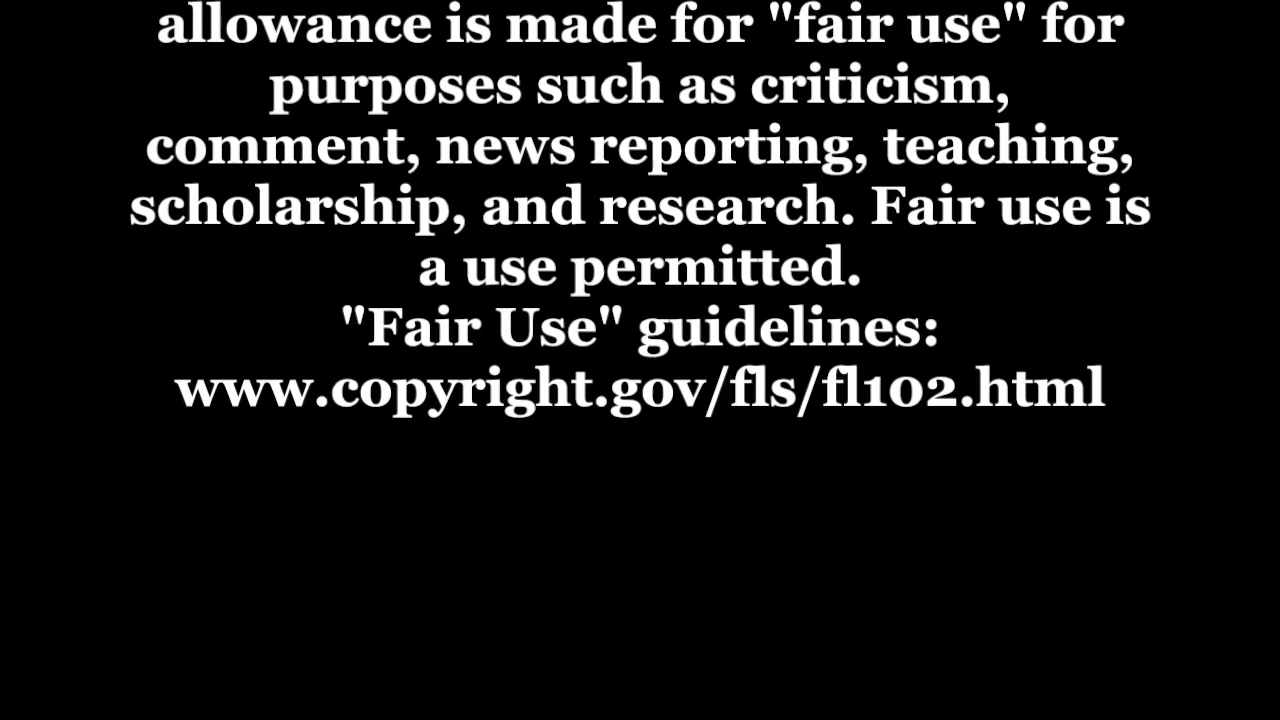 allowance is made for "fair use" for
purposes such as criticism,
comment, news reporting, teaching,
scholarship, and research. Fair use is
a use permitted.
"Fair Use" guidelines:
www.copyright.gov/fls/fl102.html